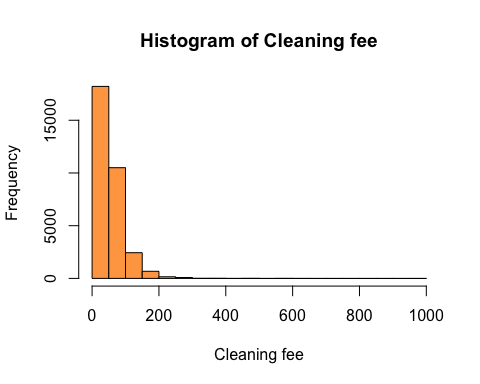 Histogram of Cleaning fee
Frequency
15000
5000
0
0 200 400 600 800 1000
Cleaning fee